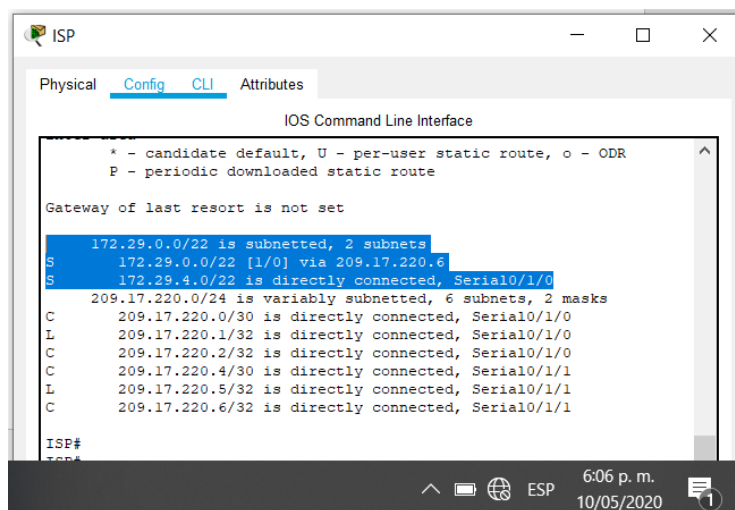 ISP
Physical Config CLI Attributes
IOS Command Line Interface
* - candidate default, U - per-user static route, o - ODR
P - periodic downloaded static route
Gateway of last resort is not set
172.29.0.0/22 is subnetted, 2 subnets
S 172.29.0.0/22 [1/0] via 209.17.220.6
S 172.29.4.0/22 is directly connected, Serial0/1/0
209.17.220.0/24 is variably subnetted, 6 subnets, 2 masks
C 209.17.220.0/30 is directly connected, Serial0/1/0
L 209.17.220.1/32 is directly connected, Serial0/1/0
C 209.17.220.2/32 is directly connected, Serial0/1/0
C 209.17.220.4/30 is directly connected, Serial0/1/1
L 209.17.220.5/32 is directly connected, Serial0/1/1
C 209.17.220.6/32 is directly connected, Serial0/1/1
ISP#
ISP#
ESP
6:06 p. m.
10/05/2020
1